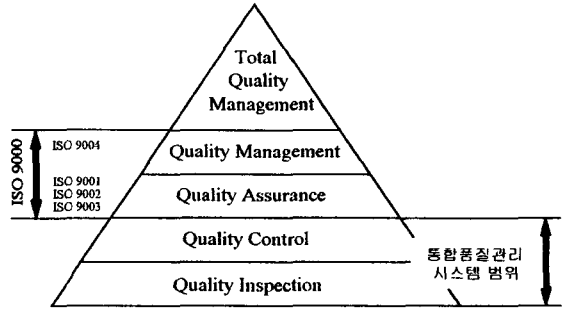 Total
Quality
Management
ISO 9000
ISO 9004
Quality Management
ISO 9001
ISO 9002
ISO 9003
Quality Assurance
Quality Control
통합품질관리
시스템 범위
Quality Inspection